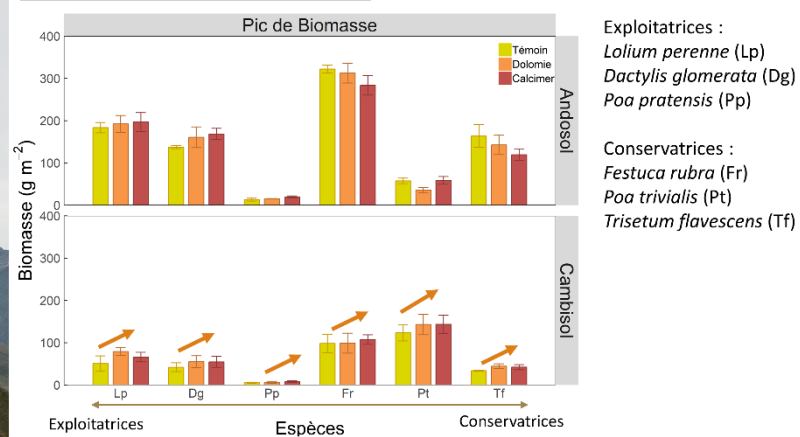 Pic de Biomasse
Témoin
Dolomie
Calcimer
Andosol
Cambisol
Biomasse (g m⁻²)
400
300
200
100
0
400
300
200
100
0
Lp Dg Pp Fr Pt Tf
Exploitatrices Espèces Conservatrices
Exploitatrices :
Lolium perenne (Lp)
Dactylis glomerata (Dg)
Poa pratensis (Pp)
Conservatrices :
Festuca rubra (Fr)
Poa trivialis (Pt)
Trisetum flavescens (Tf)